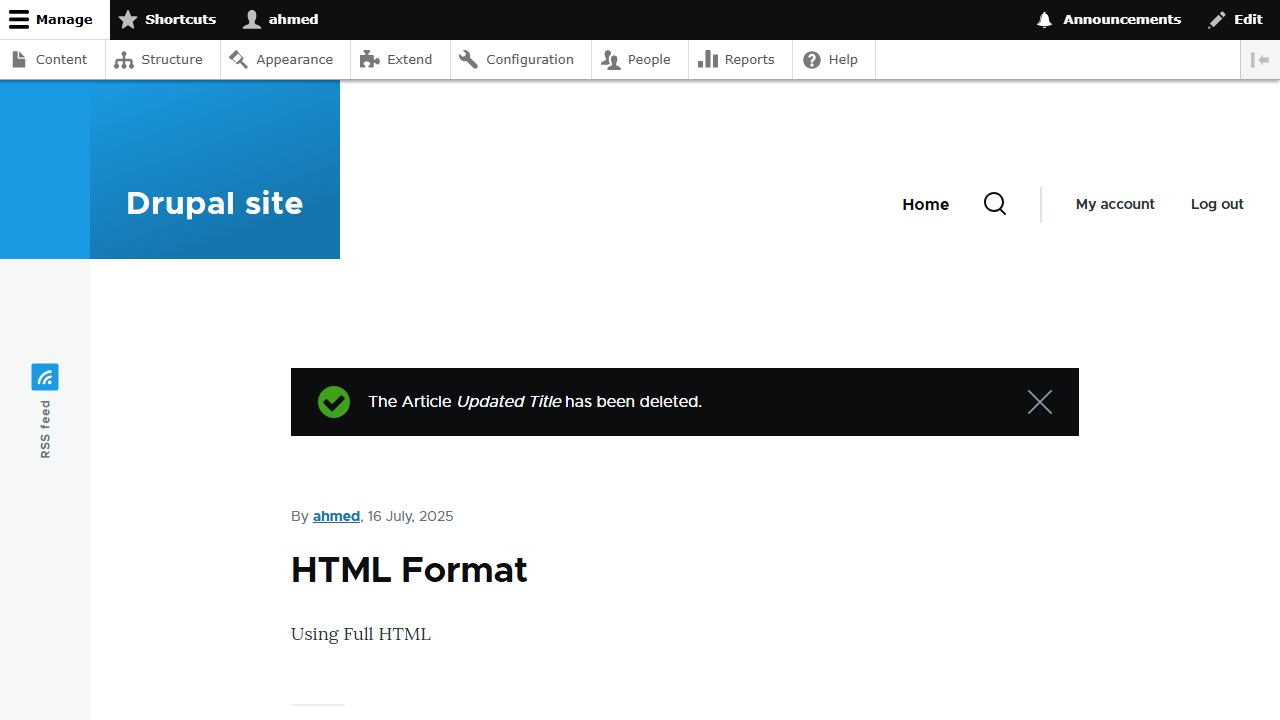 Manage Shortcuts ahmed Announcements Edit
Content Structure Appearance Extend Configuration People Reports Help
Drupal site
Home My account Log out
RSS feed
The Article Updated Title has been deleted.
By ahmed, 16 July, 2025
HTML Format
Using Full HTML